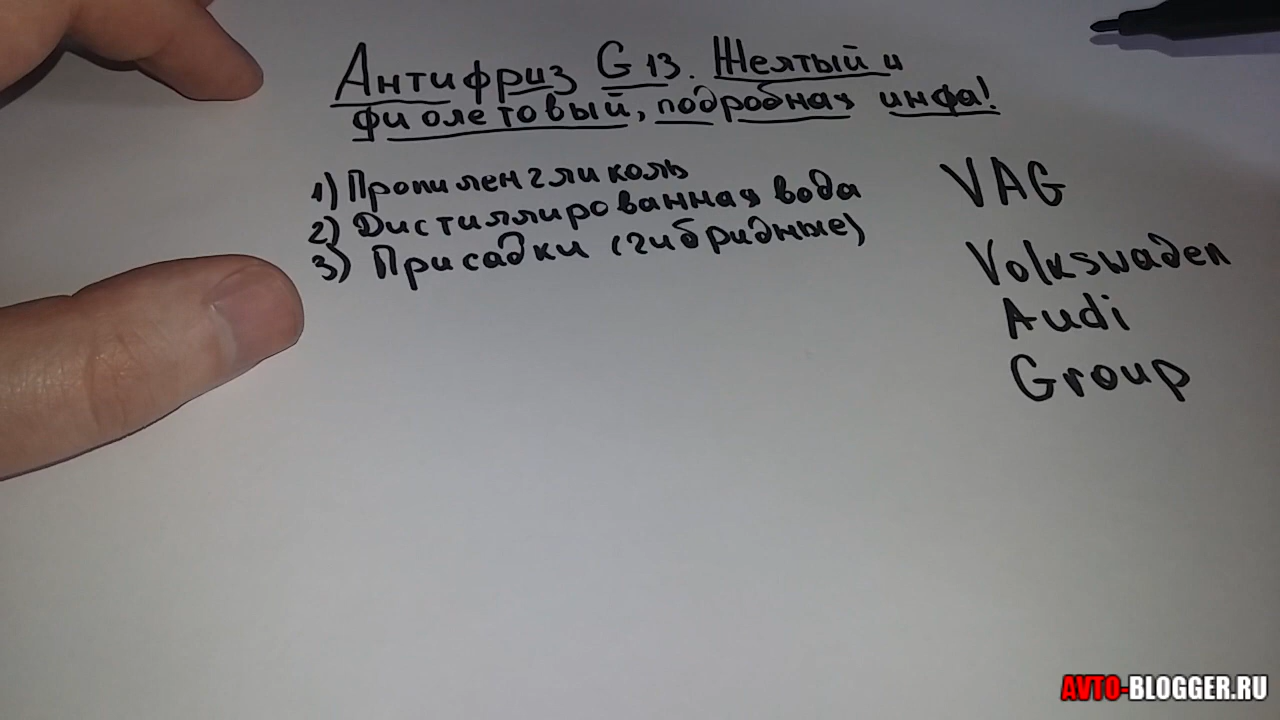 Антифриз G13. Желтый и
фиолетовый, подробная инфа!
1) Пропиленгликоль
2) Дистиллированная вода
3) Присадки (гибридные)
VAG
Volkswaden
Audi
Group
AVTO-BLOGGER.RU